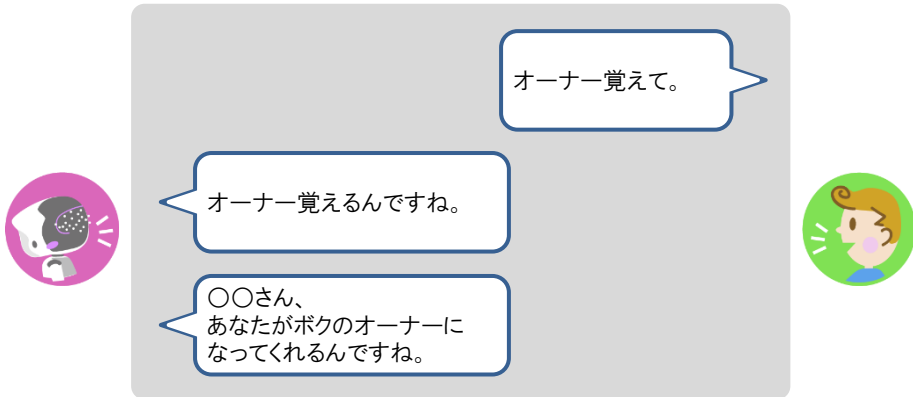 オーナー覚えて。
オーナー覚えるんですね。
〇〇さん、
あなたがボクのオーナーに
なってくれるんですね。